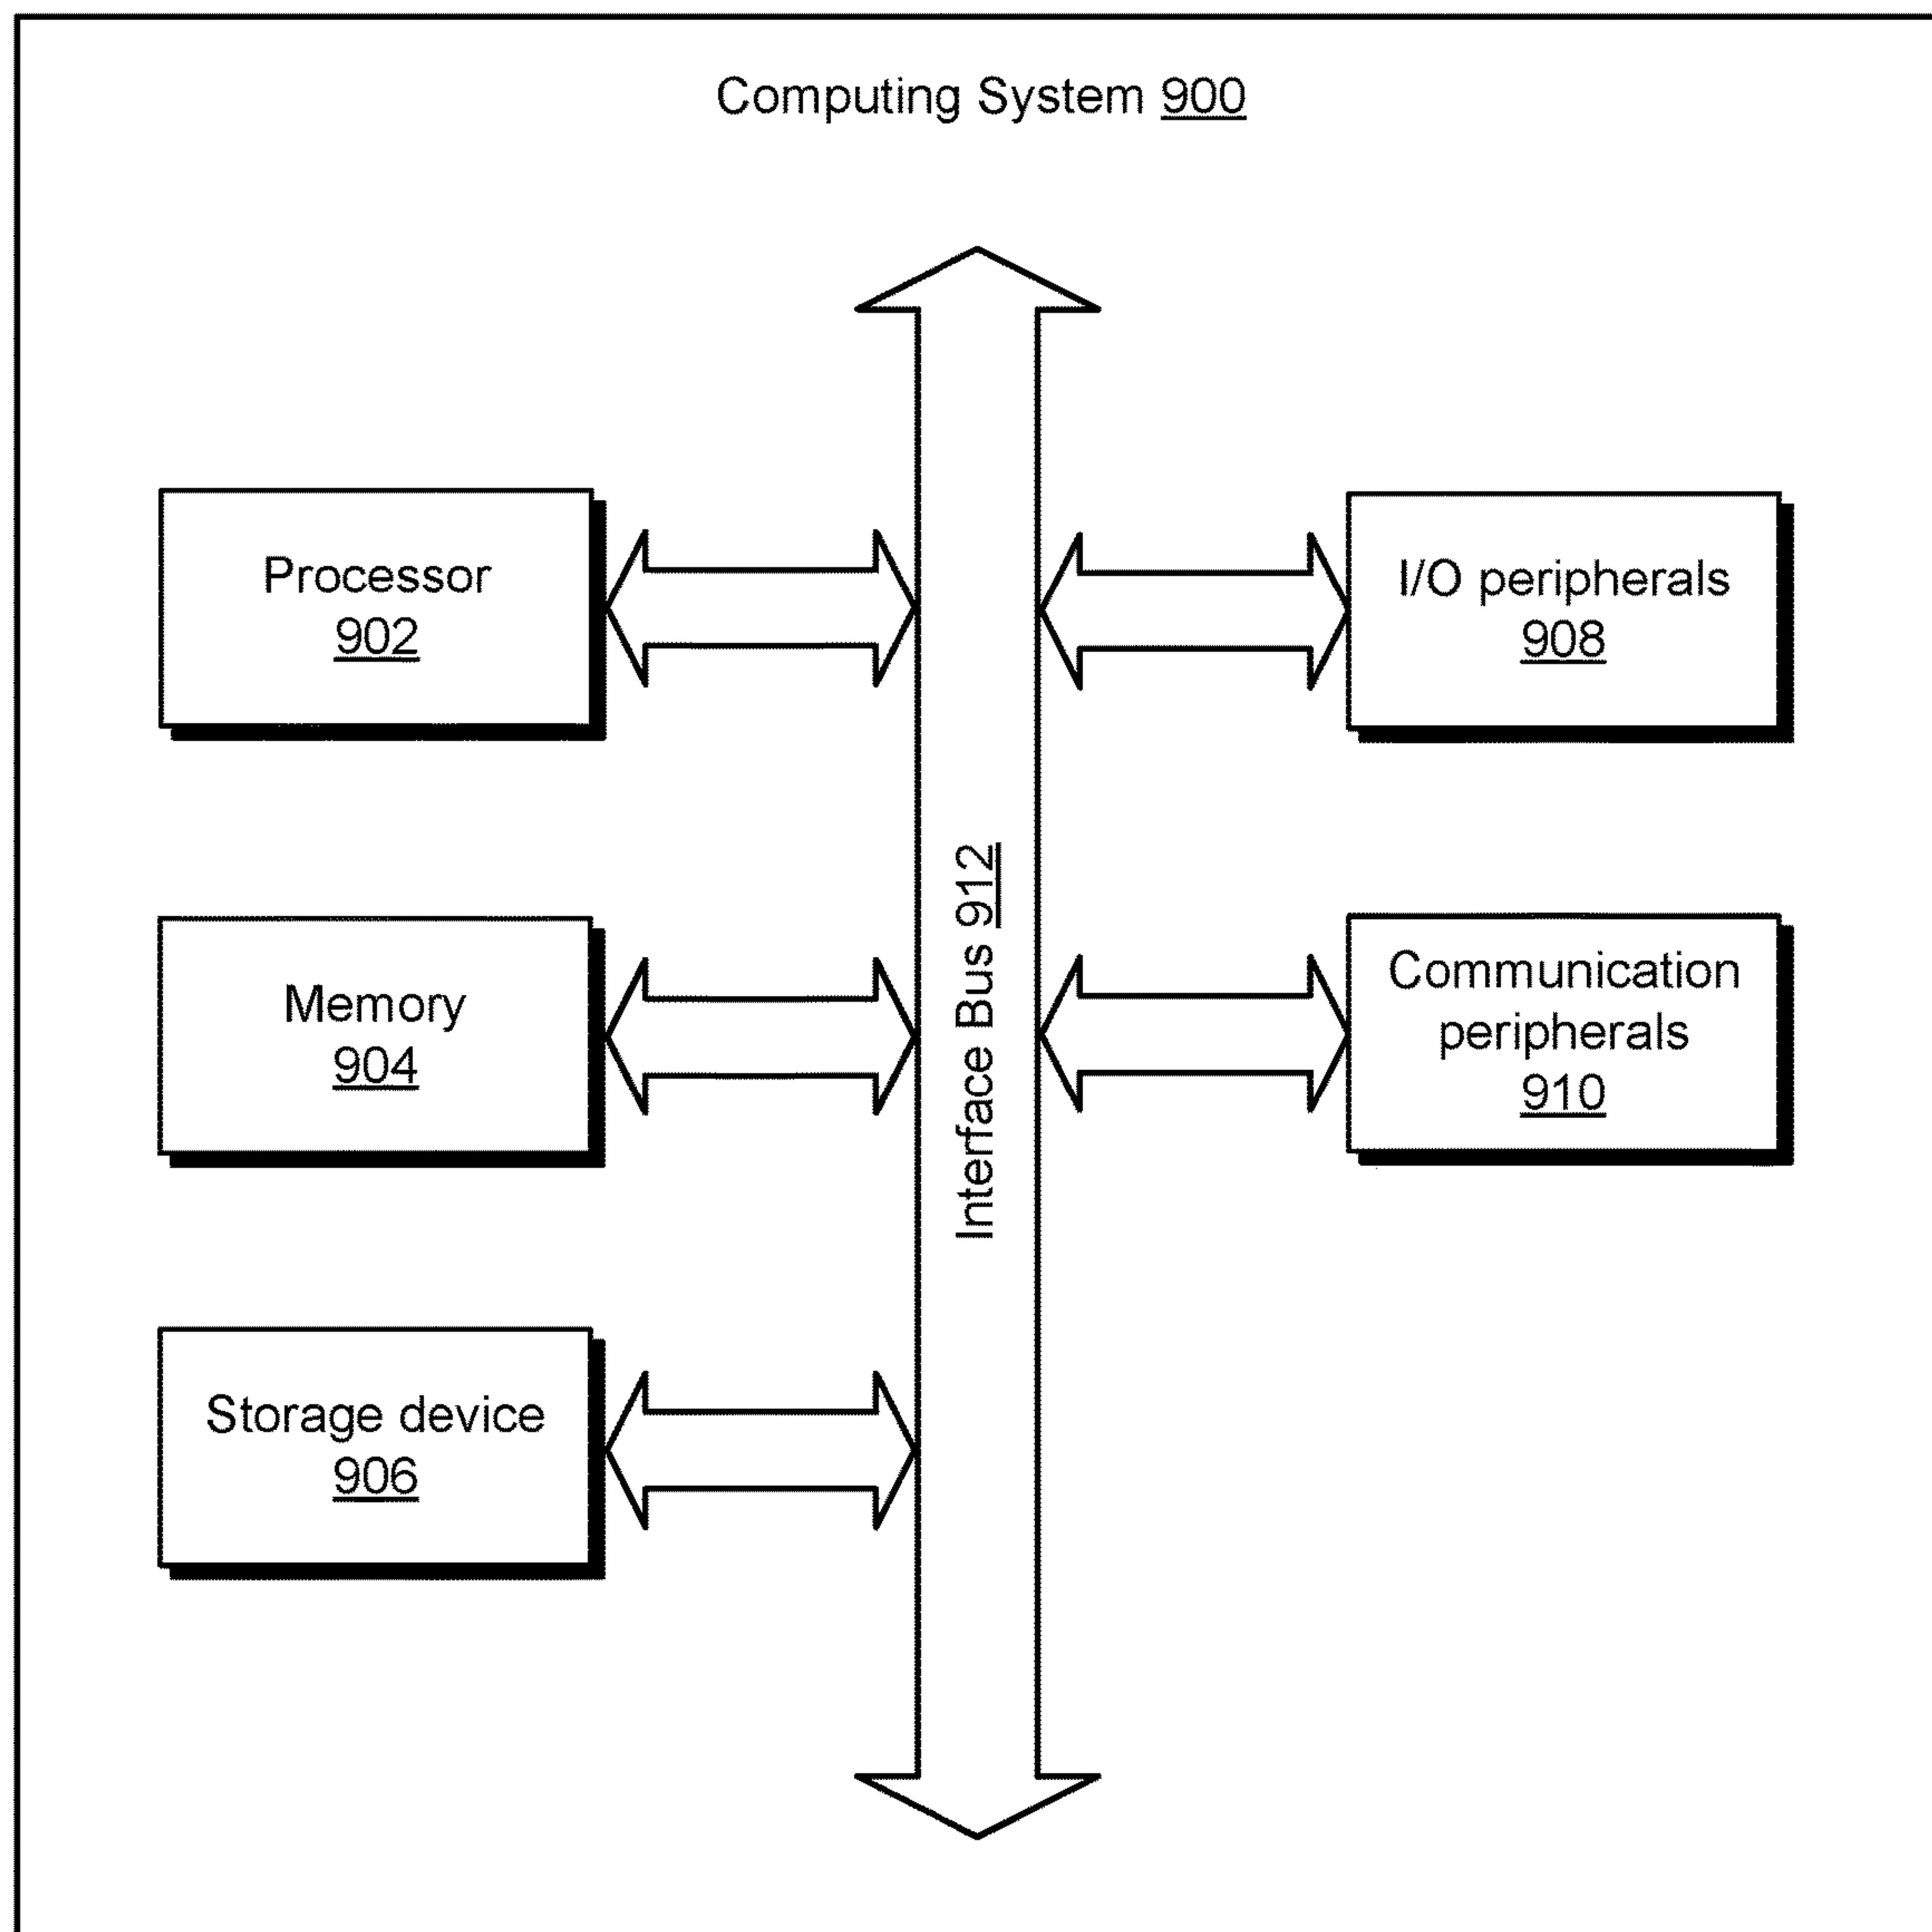 Computing System 900
Processor
902
I/O peripherals
908
Interface Bus 912
Memory
904
Communication
peripherals
910
Storage device
906